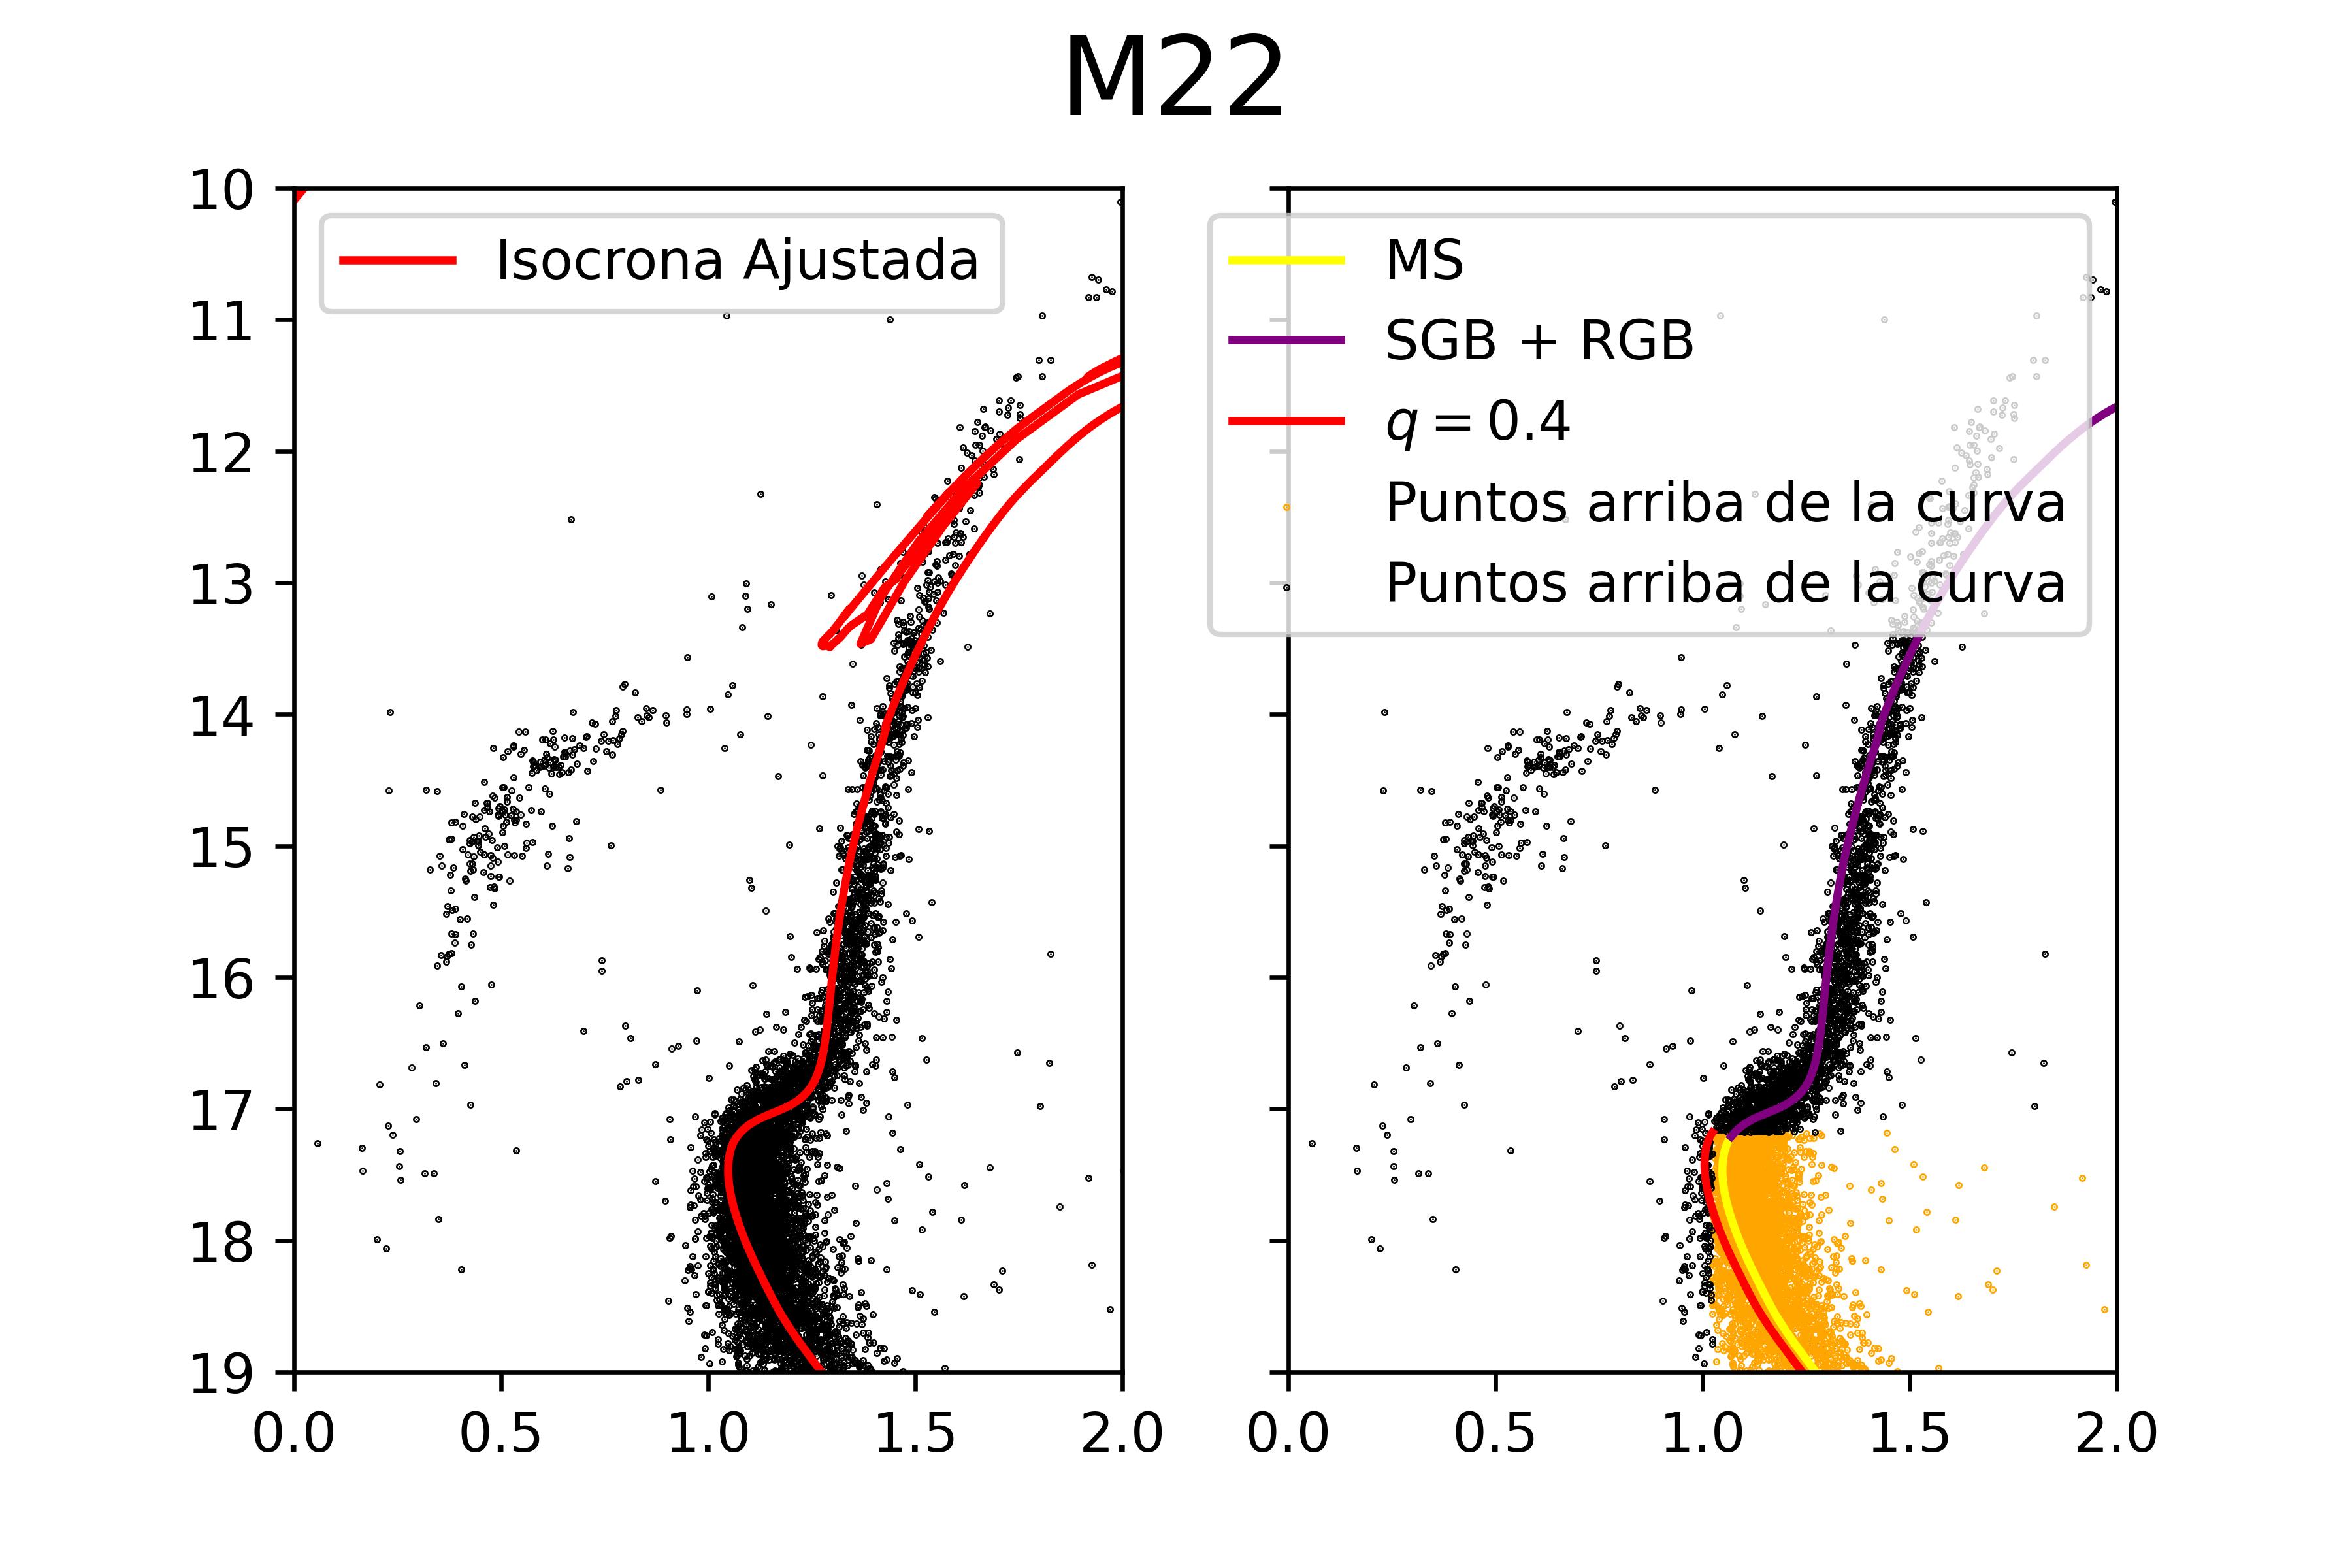 M22
10
11
12
13
14
15
16
17
18
19
0.0 0.5 1.0 1.5 2.0
Isocrona Ajustada
MS
SGB + RGB
q = 0.4
Puntos arriba de la curva
Puntos arriba de la curva
0.0 0.5 1.0 1.5 2.0